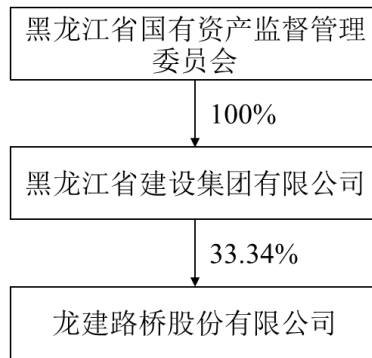 黑龙江省国有资产监督管理
委员会
100%
黑龙江省建设集团有限公司
33.34%
龙建路桥股份有限公司